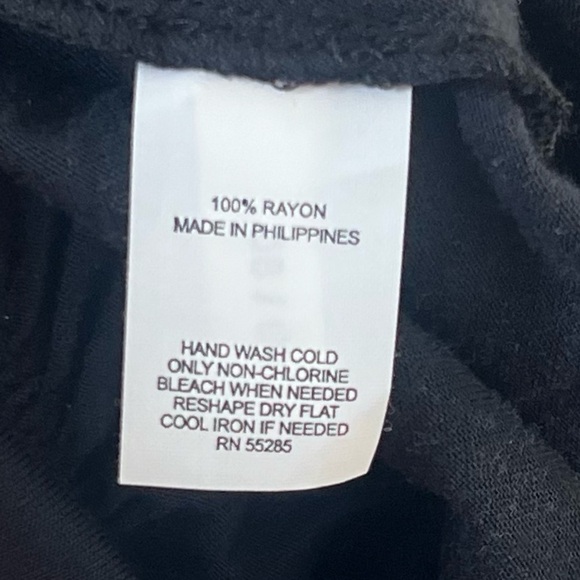 100% RAYON
MADE IN PHILIPPINES
HAND WASH COLD
ONLY NON-CHLORINE
BLEACH WHEN NEEDED
RESHAPE DRY FLAT
COOL IRON IF NEEDED
RN 55285